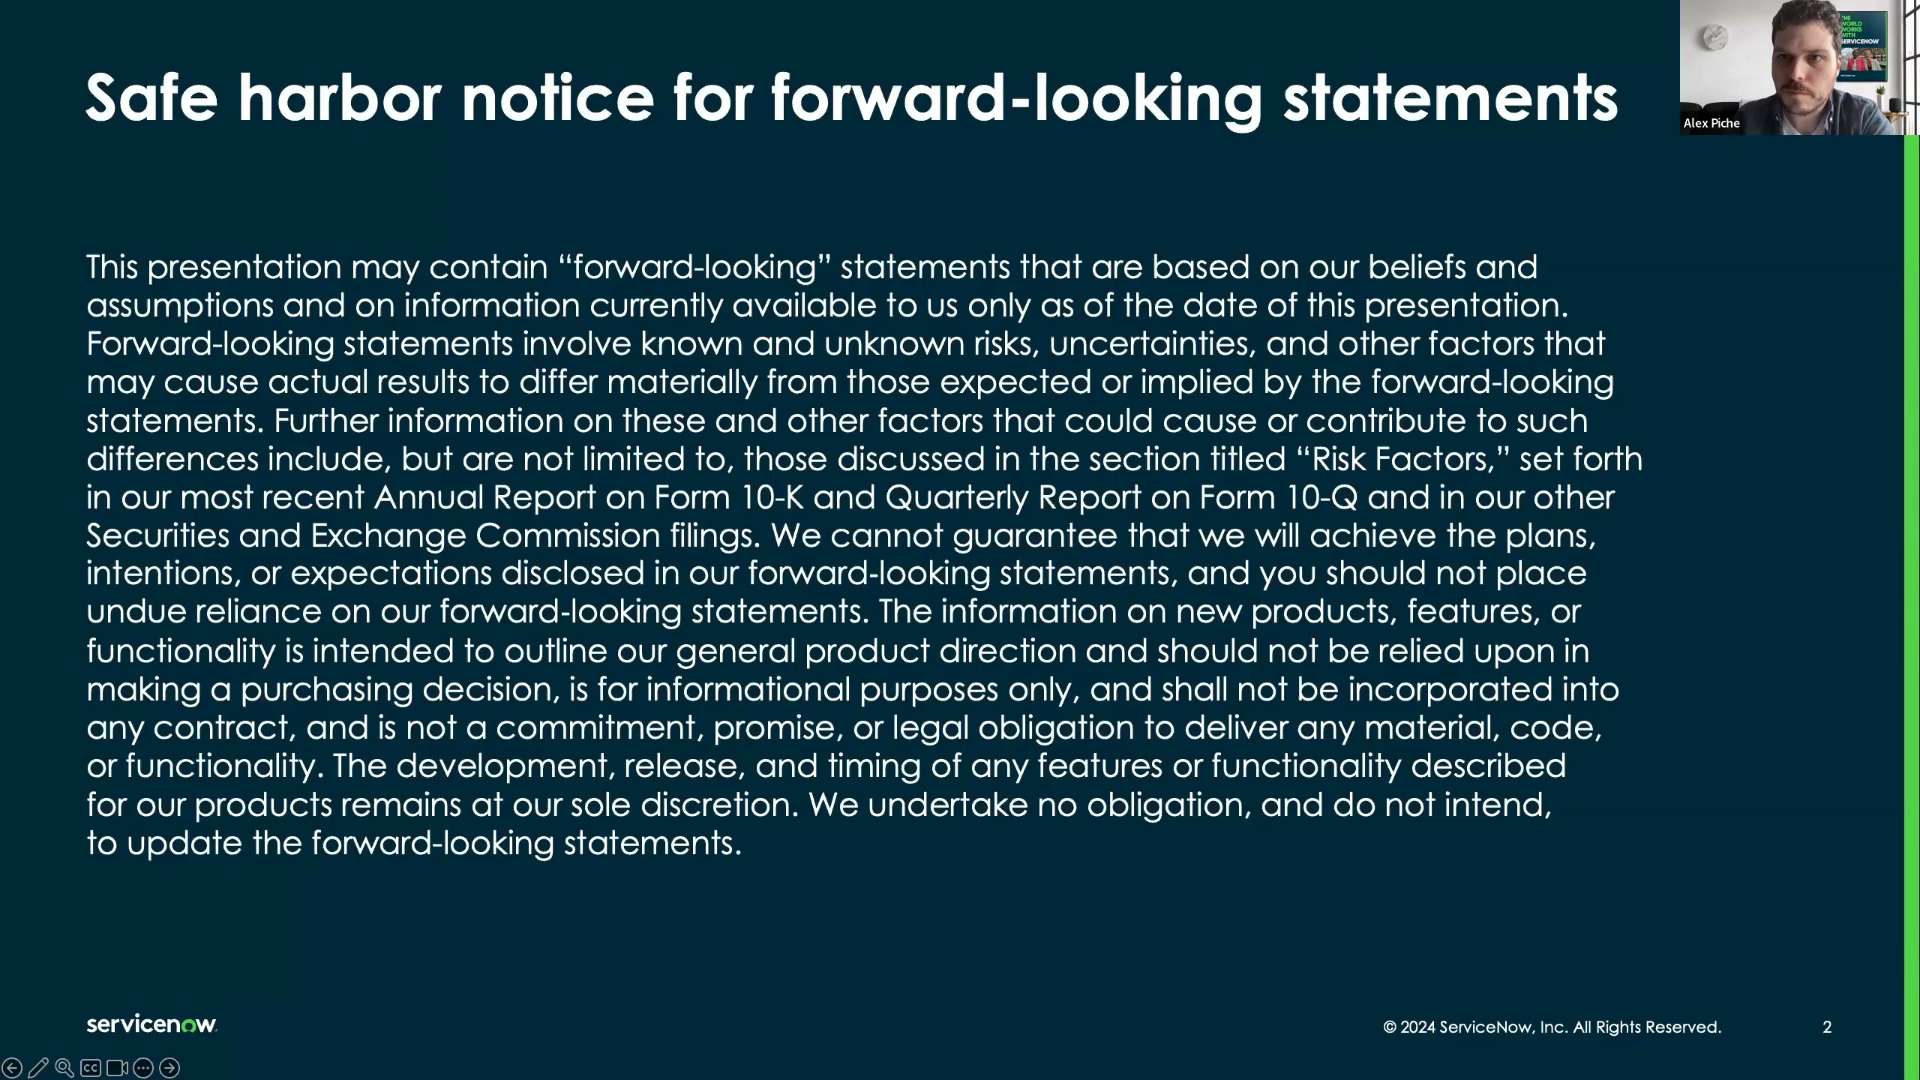 Safe harbor notice for forward-looking statements
THE
WORLD
WORKS
WITH
SERVICENOW
Alex Piche
This presentation may contain “forward-looking” statements that are based on our beliefs and
assumptions and on information currently available to us only as of the date of this presentation.
Forward-looking statements involve known and unknown risks, uncertainties, and other factors that
may cause actual results to differ materially from those expected or implied by the forward-looking
statements. Further information on these and other factors that could cause or contribute to such
differences include, but are not limited to, those discussed in the section titled “Risk Factors,” set forth
in our most recent Annual Report on Form 10-K and Quarterly Report on Form 10-Q and in our other
Securities and Exchange Commission filings. We cannot guarantee that we will achieve the plans,
intentions, or expectations disclosed in our forward-looking statements, and you should not place
undue reliance on our forward-looking statements. The information on new products, features, or
functionality is intended to outline our general product direction and should not be relied upon in
making a purchasing decision, is for informational purposes only, and shall not be incorporated into
any contract, and is not a commitment, promise, or legal obligation to deliver any material, code,
or functionality. The development, release, and timing of any features or functionality described
for our products remains at our sole discretion. We undertake no obligation, and do not intend,
to update the forward-looking statements.
servicenow
© 2024 ServiceNow, Inc. All Rights Reserved.
2
CC